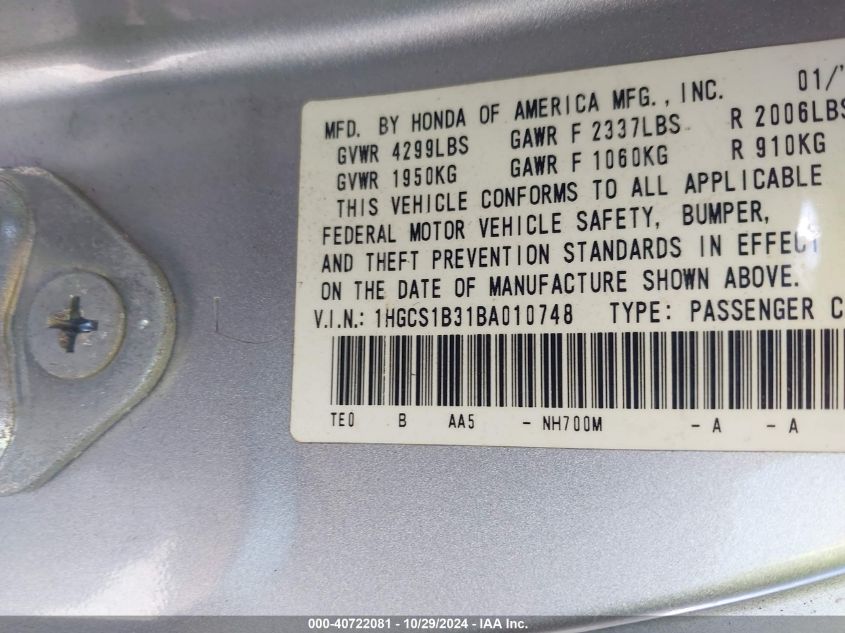 MFD. BY HONDA OF AMERICA MFG., INC. 01/'
GVWR 4299LBS GAWR F 2337LBS R 2006LBS
GVWR 1950KG GAWR F 1060KG R 910KG
THIS VEHICLE CONFORMS TO ALL APPLICABLE
FEDERAL MOTOR VEHICLE SAFETY, BUMPER,
AND THEFT PREVENTION STANDARDS IN EFFECT
ON THE DATE OF MANUFACTURE SHOWN ABOVE.
V.I.N.: 1HGCS1B31BA010748 TYPE: PASSENGER C
TE0 B AA5 - NH700M - A - A
000-40722081 - 10/29/2024 - IAA Inc.